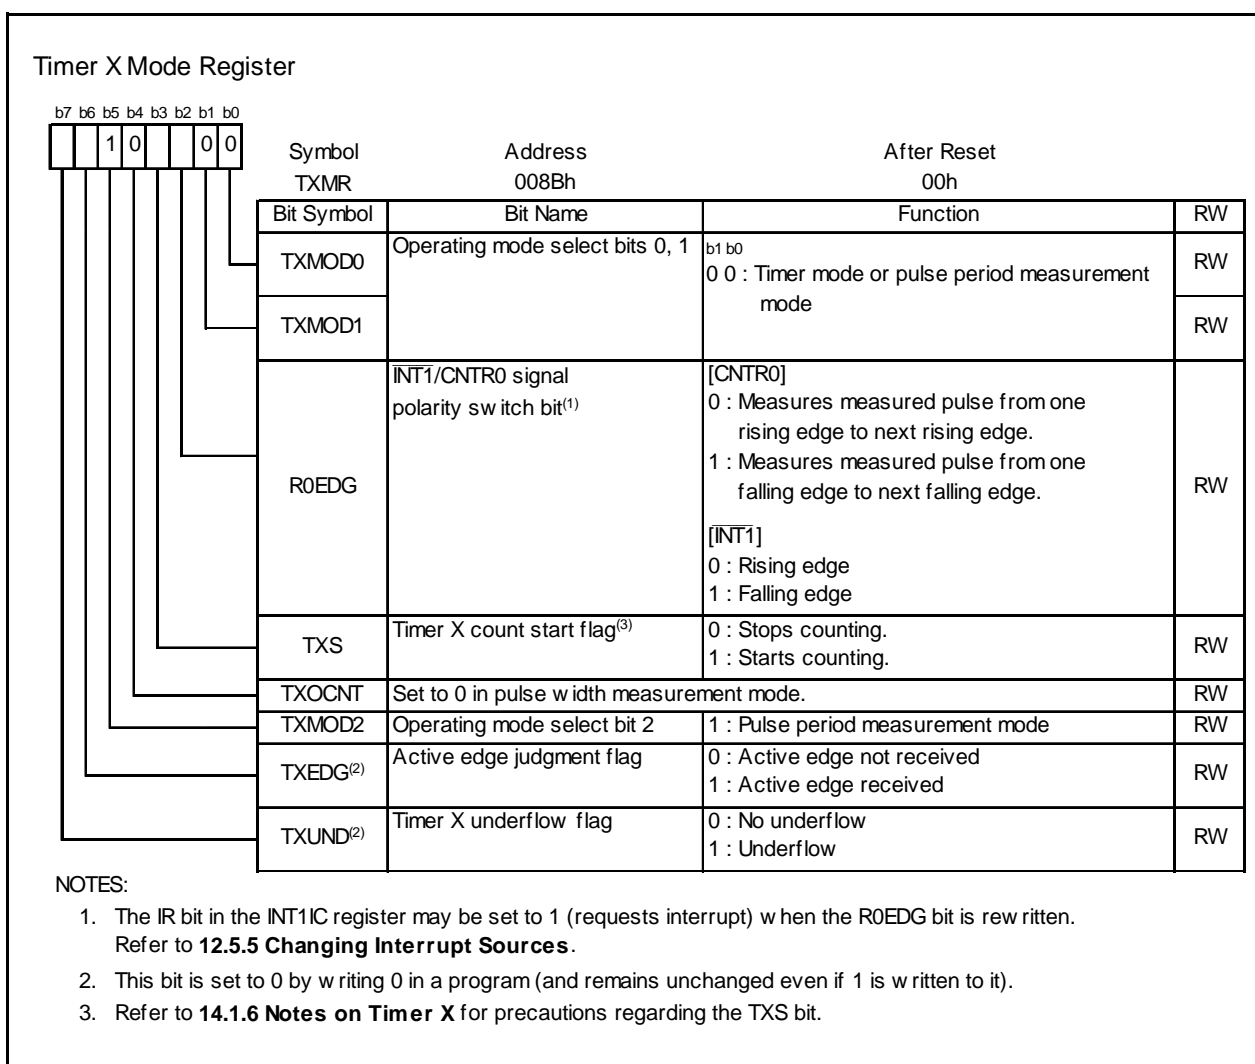 Timer X Mode Register
b7 b6 b5 b4 b3 b2 b1 b0
1 0 0 0
Symbol Address After Reset
TXMR 008Bh 00h
Bit Symbol Bit Name Function RW
TXMOD0 Operating mode select bits 0, 1 b1 b0 RW
0 0 : Timer mode or pulse period measurement
mode
TXMOD1 RW
R0EDG INT1/CNTR0 signal
polarity switch bit(1)
[CNTR0]
0 : Measures measured pulse from one
rising edge to next rising edge.
1 : Measures measured pulse from one
falling edge to next falling edge.
[INT1]
0 : Rising edge
1 : Falling edge
RW
TXS Timer X count start flag(3) 0 : Stops counting.
1 : Starts counting.
RW
TXOCNT Set to 0 in pulse width measurement mode. RW
TXMOD2 Operating mode select bit 2 1 : Pulse period measurement mode RW
TXEDG(2) Active edge judgment flag 0 : Active edge not received
1 : Active edge received
RW
TXUND(2) Timer X underflow flag 0 : No underflow
1 : Underflow
RW
NOTES:
1. The IR bit in the INT1IC register may be set to 1 (requests interrupt) when the R0EDG bit is rewritten.
Refer to 12.5.5 Changing Interrupt Sources.
2. This bit is set to 0 by writing 0 in a program (and remains unchanged even if 1 is written to it).
3. Refer to 14.1.6 Notes on Timer X for precautions regarding the TXS bit.